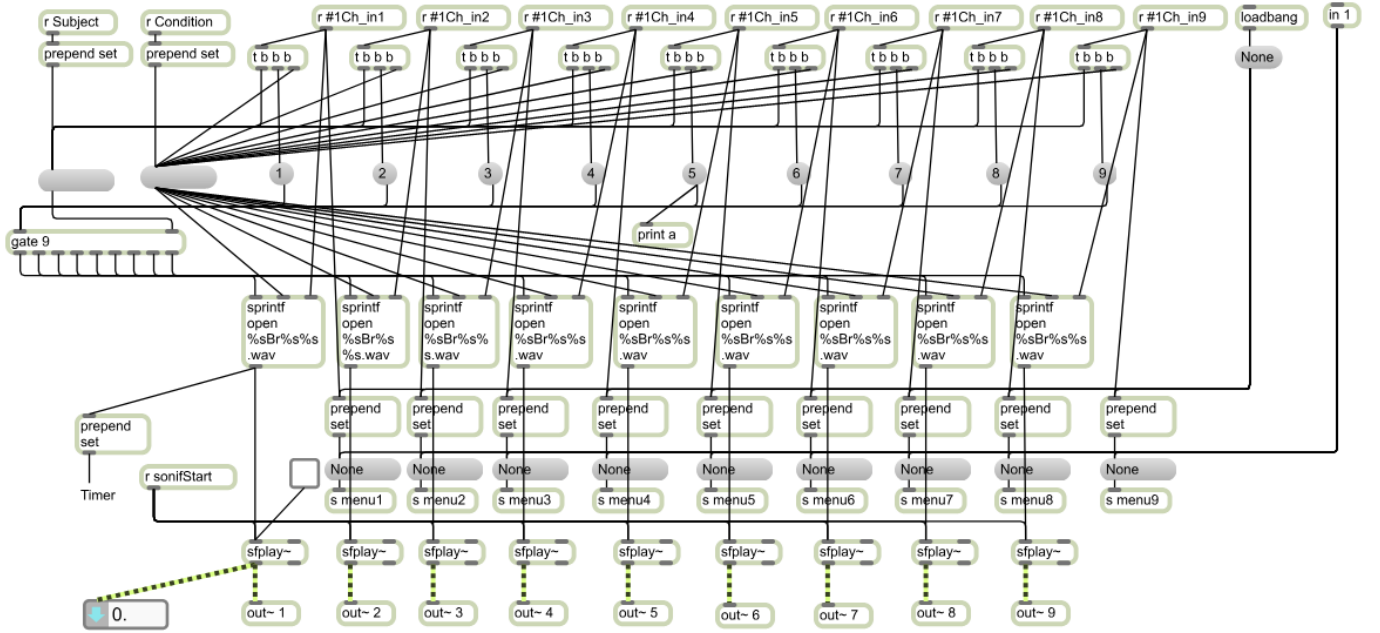 r Subject
r Condition
r #1Ch_in1
r #1Ch_in2
r #1Ch_in3
r #1Ch_in4
r #1Ch_in5
r #1Ch_in6
r #1Ch_in7
r #1Ch_in8
r #1Ch_in9
loadbang
in 1
prepend set
prepend set
t b b b
t b b b
t b b b
t b b b
t b b b
t b b b
t b b b
t b b b
t b b b
None
1
2
3
4
5
6
7
8
9
print a
gate 9
sprintf
open
%sBr%s%s
.wav
sprintf
open
%sBr%s
%s.wav
sprintf
open
%sBr%s%
s.wav
sprintf
open
%sBr%s%s
.wav
sprintf
open
%sBr%s%s
.wav
sprintf
open
%sBr%s%s
.wav
sprintf
open
%sBr%s%s
.wav
sprintf
open
%sBr%s%s
.wav
sprintf
open
%sBr%s%s
.wav
prepend
set
prepend
set
prepend
set
prepend
set
prepend
set
prepend
set
prepend
set
prepend
set
prepend
set
prepend
set
Timer
r sonifStart
None
None
None
None
None
None
None
None
None
s menu1
s menu2
s menu3
s menu4
s menu5
s menu6
s menu7
s menu8
s menu9
sfplay~
sfplay~
sfplay~
sfplay~
sfplay~
sfplay~
sfplay~
sfplay~
sfplay~
0.
out~ 1
out~ 2
out~ 3
out~ 4
out~ 5
out~ 6
out~ 7
out~ 8
out~ 9